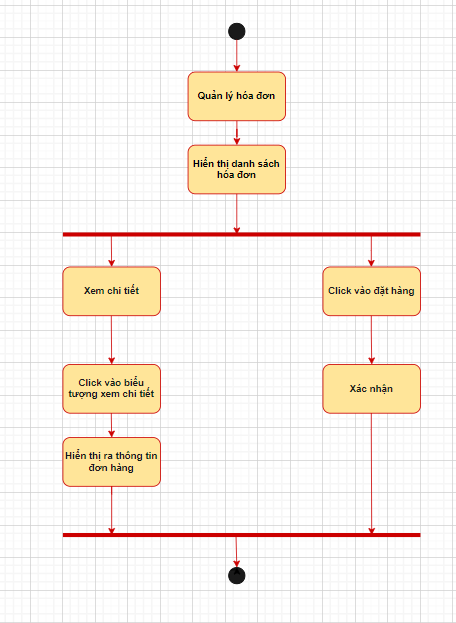 Quản lý hóa đơn
Hiển thị danh sách
hóa đơn
Xem chi tiết
Click vào đặt hàng
Click vào biểu
tượng xem chi tiết
Xác nhận
Hiển thị ra thông tin
đơn hàng